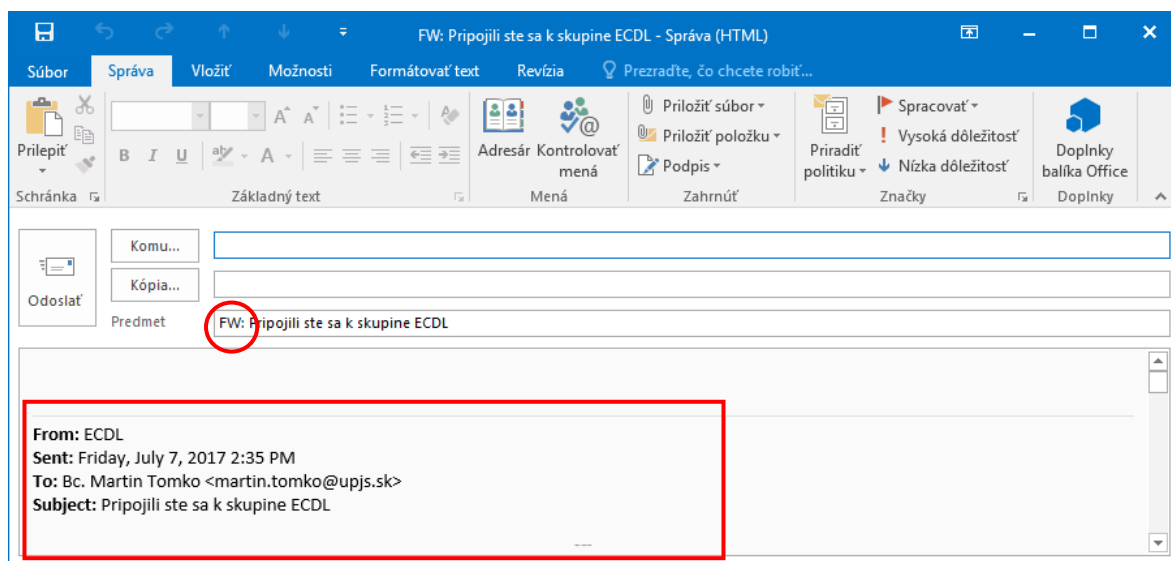 FW: Pripojili ste sa k skupine ECDL - Správa (HTML)
Súbor Správa Vložiť Možnosti Formátovať text Revízia Prezraďte, čo chcete robiť...
Prilepiť
Schránka
B I U
Základný text
Adresár Kontrolovať mená
Mená
Priložiť súbor
Priložiť položku
Podpis
Zahrnúť
Priradiť politiku
Spracovať
Vysoká dôležitosť
Nízka dôležitosť
Značky
Doplnky balíka Office
Doplnky
Odoslať
Komu...
Kópia...
Predmet FW: Pripojili ste sa k skupine ECDL
From: ECDL
Sent: Friday, July 7, 2017 2:35 PM
To: Bc. Martin Tomko <martin.tomko@upjs.sk>
Subject: Pripojili ste sa k skupine ECDL